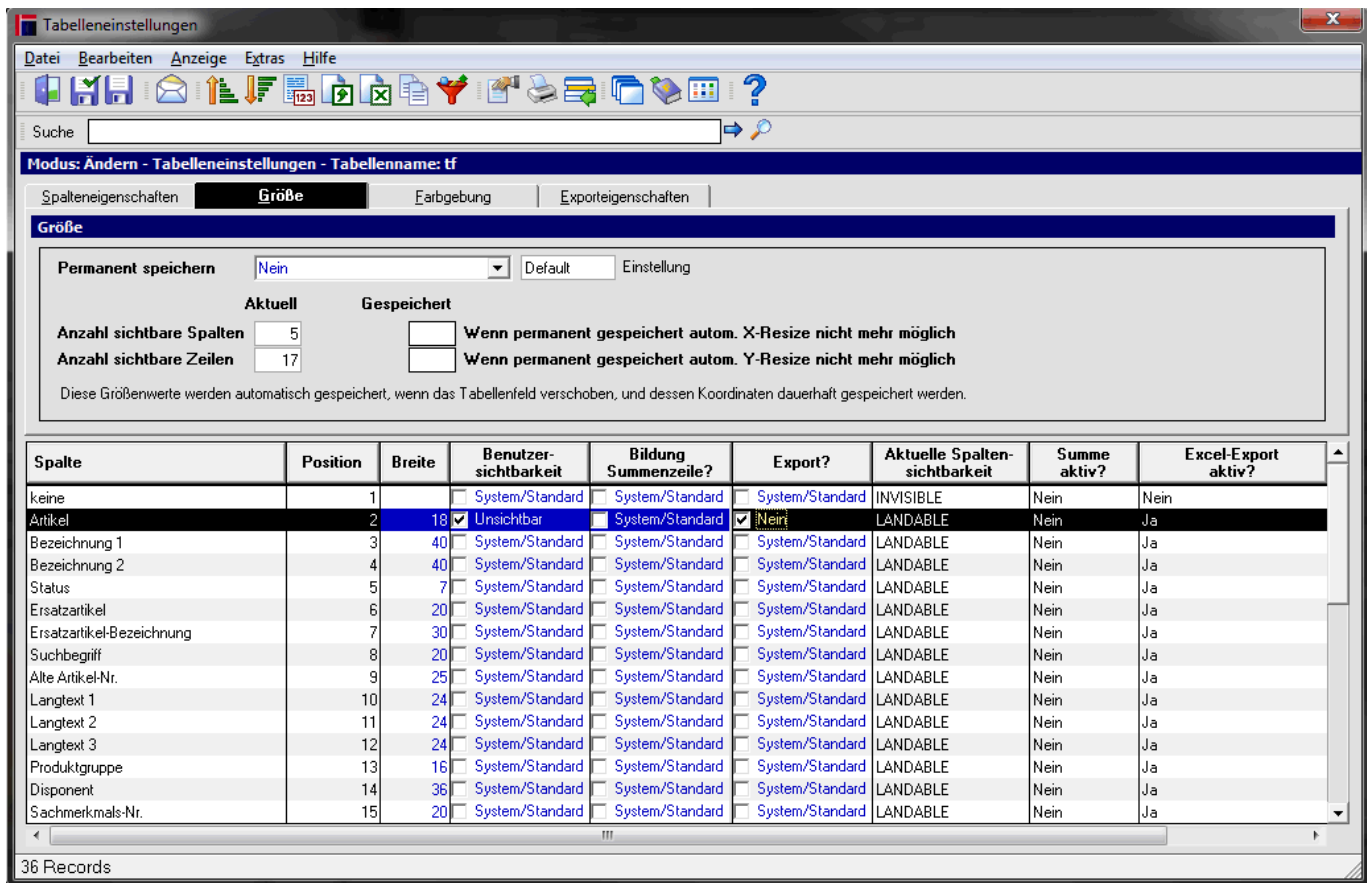 Tabelleneinstellungen
Datei Bearbeiten Anzeige Extras Hilfe
123
Suche
Modus: Ändern - Tabelleneinstellungen - Tabellenname: tf
Spalteneigenschaften Größe Farbgebung Exporteigenschaften
Größe
Permanent speichern Nein Default Einstellung
Aktuell Gespeichert
Anzahl sichtbare Spalten 5 Wenn permanent gespeichert autom. X-Resize nicht mehr möglich
Anzahl sichtbare Zeilen 17 Wenn permanent gespeichert autom. Y-Resize nicht mehr möglich
Diese Größenwerte werden automatisch gespeichert, wenn das Tabellenfeld verschoben, und dessen Koordinaten dauerhaft gespeichert werden.
Spalte Position Breite Benutzer-sichtbarkeit Bildung Summenzeile? Export? Aktuelle Spalten-sichtbarkeit Summe aktiv? Excel-Export aktiv?
keine 1 System/Standard System/Standard System/Standard INVISIBLE Nein Nein
Artikel 2 18 Unsichtbar System/Standard Nein LANDABLE Nein Ja
Bezeichnung 1 3 40 System/Standard System/Standard System/Standard LANDABLE Nein Ja
Bezeichnung 2 4 40 System/Standard System/Standard System/Standard LANDABLE Nein Ja
Status 5 7 System/Standard System/Standard System/Standard LANDABLE Nein Ja
Ersatzartikel 6 20 System/Standard System/Standard System/Standard LANDABLE Nein Ja
Ersatzartikel-Bezeichnung 7 30 System/Standard System/Standard System/Standard LANDABLE Nein Ja
Suchbegriff 8 20 System/Standard System/Standard System/Standard LANDABLE Nein Ja
Alte Artikel-Nr. 9 25 System/Standard System/Standard System/Standard LANDABLE Nein Ja
Langtext 1 10 24 System/Standard System/Standard System/Standard LANDABLE Nein Ja
Langtext 2 11 24 System/Standard System/Standard System/Standard LANDABLE Nein Ja
Langtext 3 12 24 System/Standard System/Standard System/Standard LANDABLE Nein Ja
Produktgruppe 13 16 System/Standard System/Standard System/Standard LANDABLE Nein Ja
Disponent 14 36 System/Standard System/Standard System/Standard LANDABLE Nein Ja
Sachmerkmals-Nr. 15 20 System/Standard System/Standard System/Standard LANDABLE Nein Ja
36 Records